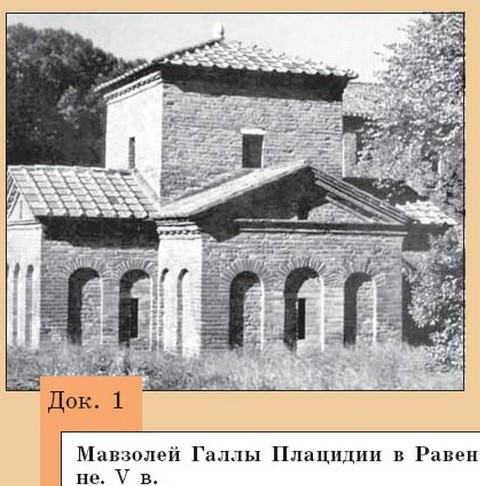 Док. 1
Мавзолей Галлы Плацидии в Равен
не. V в.